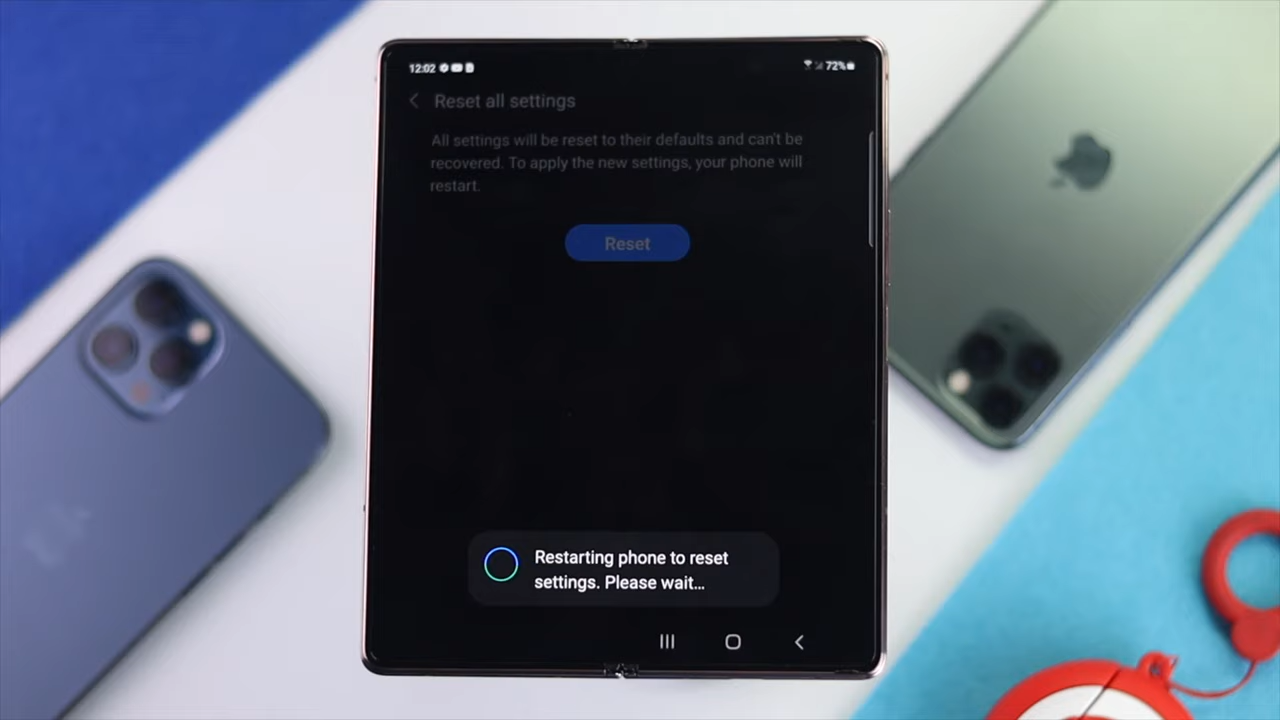 12:02 72%
Reset all settings
All settings will be reset to their defaults and can't be
recovered. To apply the new settings, your phone will
restart.
Reset
Restarting phone to reset
settings. Please wait...